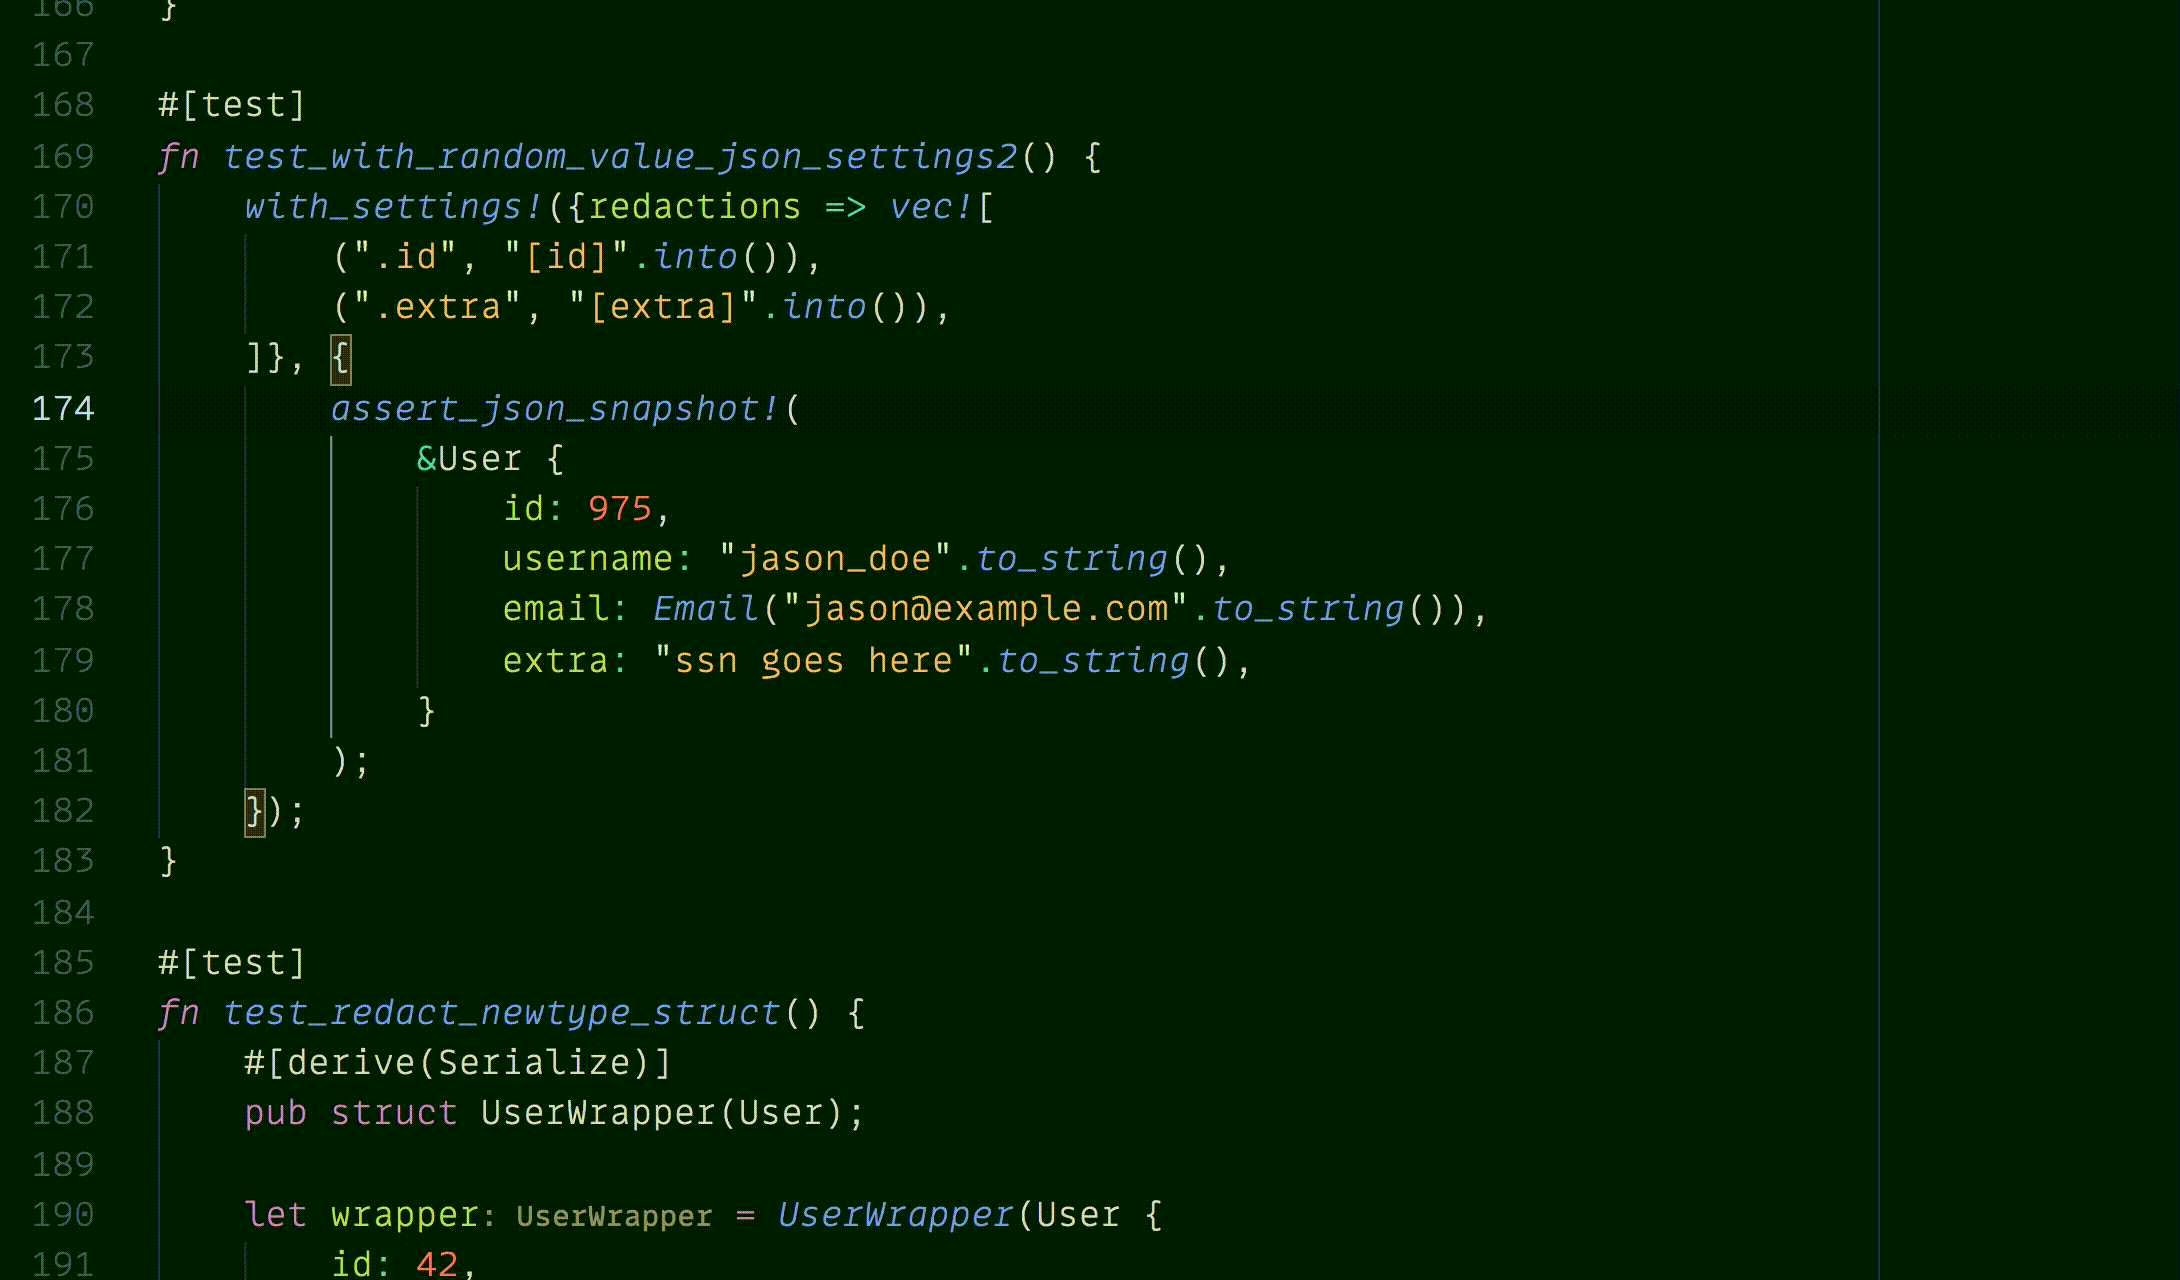 166 }
167
168 #[test]
169 fn test_with_random_value_json_settings2() {
170     with_settings!({redactions => vec![
171         (".id", "[id]".into()),
172         (".extra", "[extra]".into()),
173     ]}, {
174         assert_json_snapshot!(
175             &User {
176                 id: 975,
177                 username: "jason_doe".to_string(),
178                 email: Email("jason@example.com".to_string()),
179                 extra: "ssn goes here".to_string(),
180             }
181         );
182     });
183 }
184
185 #[test]
186 fn test_redact_newtype_struct() {
187     #[derive(Serialize)]
188     pub struct UserWrapper(User);
189
190     let wrapper: UserWrapper = UserWrapper(User {
191         id: 42,